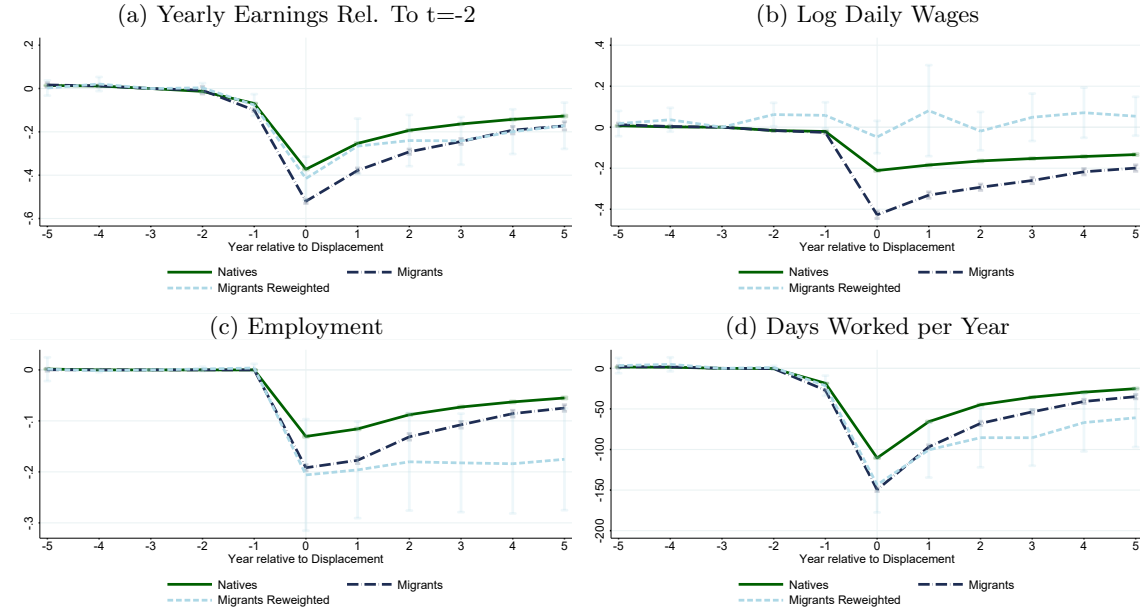 (a) Yearly Earnings Rel. To t=-2
.2
0
-.2
-.4
-.6
-5 -4 -3 -2 -1 0 1 2 3 4 5
Year relative to Displacement
Natives Migrants
Migrants Reweighted
(b) Log Daily Wages
.4
.2
0
-.2
-.4
-5 -4 -3 -2 -1 0 1 2 3 4 5
Year relative to Displacement
Natives Migrants
Migrants Reweighted
(c) Employment
0
-.1
-.2
-.3
-5 -4 -3 -2 -1 0 1 2 3 4 5
Year relative to Displacement
Natives Migrants
Migrants Reweighted
(d) Days Worked per Year
0
-50
-100
-150
-200
-5 -4 -3 -2 -1 0 1 2 3 4 5
Year relative to Displacement
Natives Migrants
Migrants Reweighted